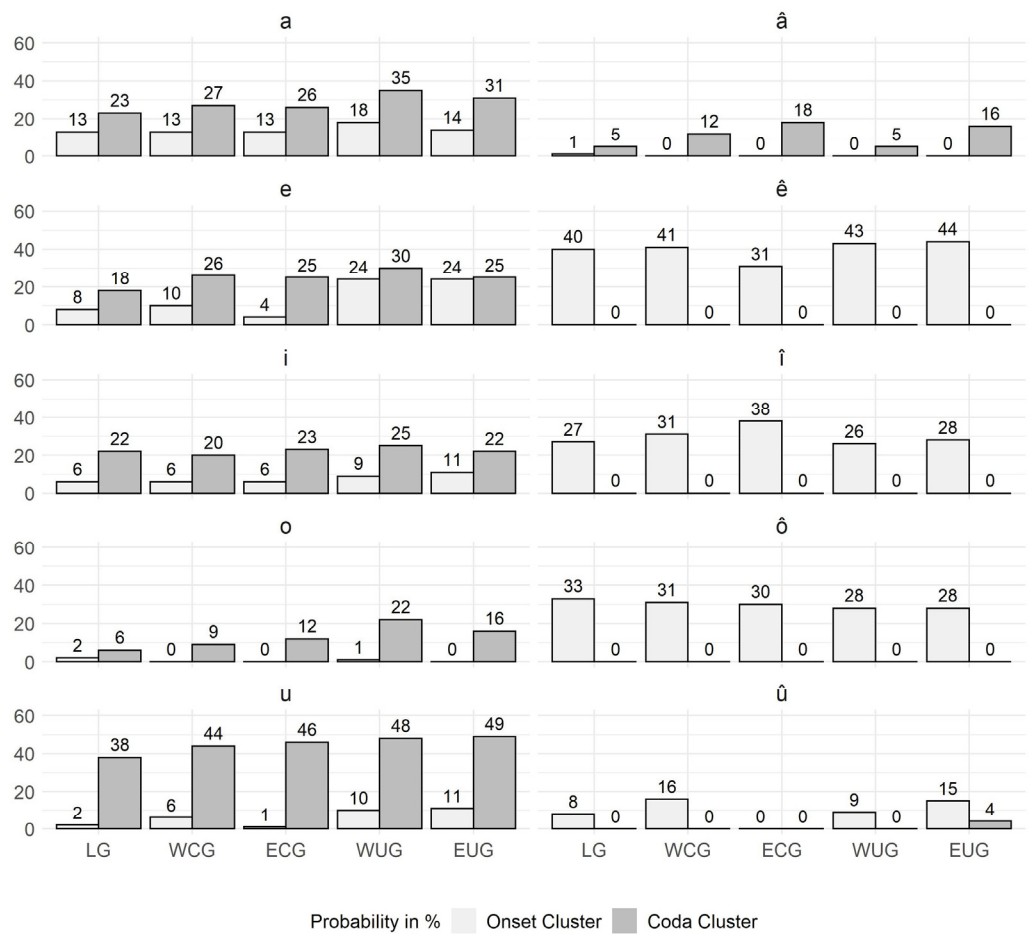 a â
60
40
20
0
13 23 13 27 13 26 18 35 14 31
1 5 0 12 0 18 0 5 0 16
e ê
60
40
20
0
8 18 10 26 4 25 24 30 24 25
40 0 41 0 31 0 43 0 44 0
i î
60
40
20
0
6 22 6 20 6 23 9 25 11 22
27 0 31 0 38 0 26 0 28 0
o ô
60
40
20
0
2 6 0 9 0 12 1 22 0 16
33 0 31 0 30 0 28 0 28 0
u û
60
40
20
0
2 38 6 44 1 46 10 48 11 49
8 0 16 0 0 0 9 0 15 4
LG WCG ECG WUG EUG LG WCG ECG WUG EUG
Probability in % Onset Cluster Coda Cluster